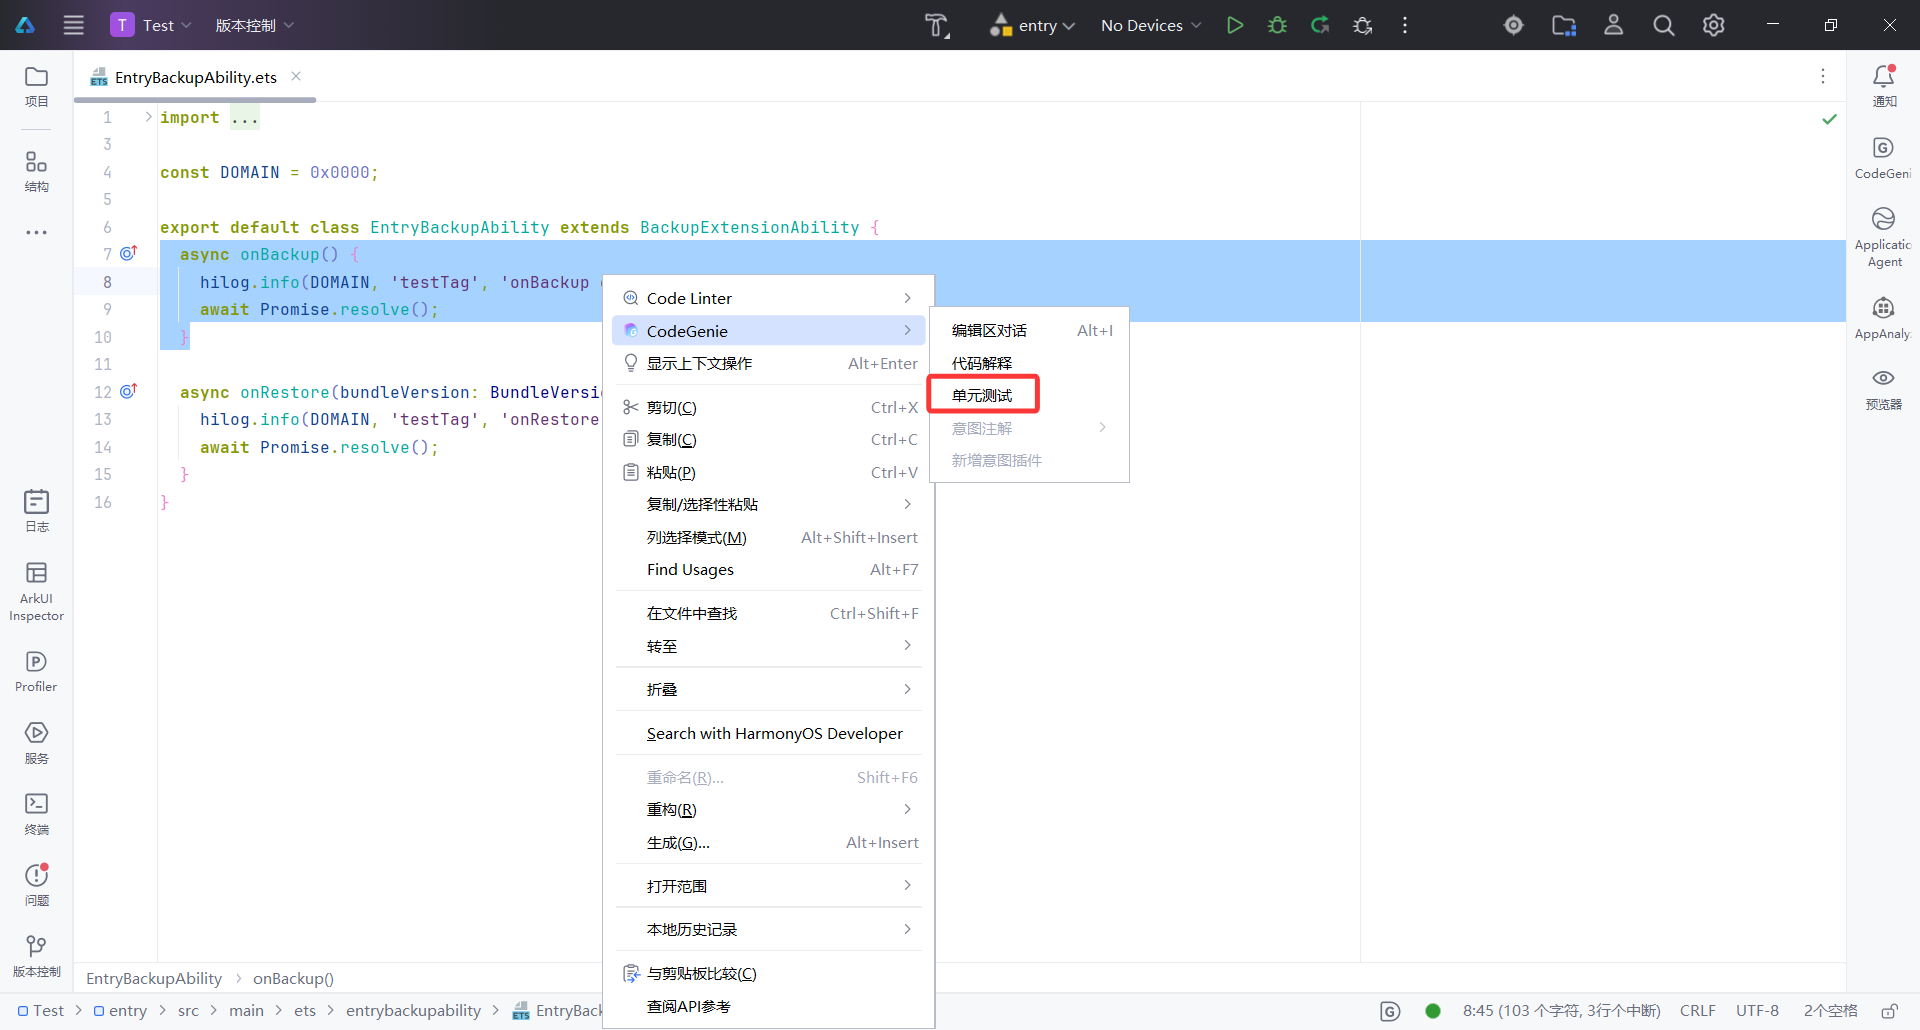 T Test 版本控制 entry No Devices
项目
结构
日志
ArkUI
Inspector
Profiler
服务
终端
问题
版本控制
ETS EntryBackupAbility.ets
1 import ...
3
4 const DOMAIN = 0x0000;
5
6 export default class EntryBackupAbility extends BackupExtensionAbility {
7 async onBackup() {
8 hilog.info(DOMAIN, 'testTag', 'onBackup
9 await Promise.resolve();
10 }
11
12 async onRestore(bundleVersion: BundleVersi
13 hilog.info(DOMAIN, 'testTag', 'onRestore
14 await Promise.resolve();
15 }
16 }
Code Linter
CodeGenie
显示上下文操作 Alt+Enter
剪切(C) Ctrl+X
复制(C) Ctrl+C
粘贴(P) Ctrl+V
复制/选择性粘贴
列选择模式(M) Alt+Shift+Insert
Find Usages Alt+F7
在文件中查找 Ctrl+Shift+F
转至
折叠
Search with HarmonyOS Developer
重命名(R)... Shift+F6
重构(R)
生成(G)... Alt+Insert
打开范围
本地历史记录
与剪贴板比较(C)
查阅API参考
编辑区对话 Alt+I
代码解释
单元测试
意图注解
新增意图插件
通知
CodeGeni
Applicatic
Agent
AppAnaly
预览器
EntryBackupAbility onBackup()
Test entry src main ets entrybackupability ETS EntryBack
8:45 (103 个字符, 3行个中断) CRLF UTF-8 2个空格